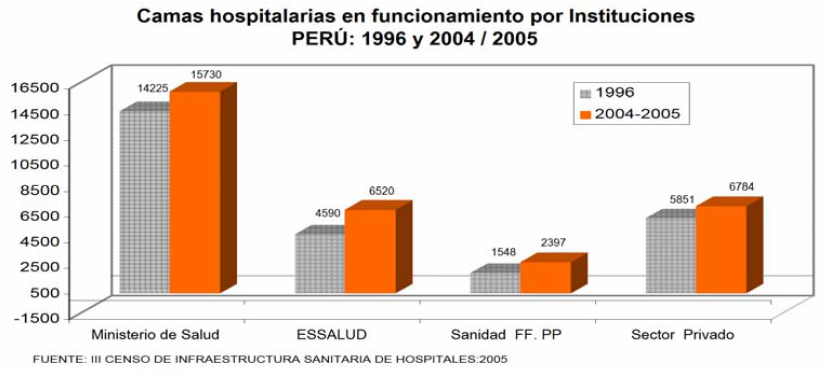 Camas hospitalarias en funcionamiento por Instituciones
PERÚ: 1996 y 2004 / 2005
16500
14500
12500
10500
8500
6500
4500
2500
500
-1500
14225
15730
4590
6520
1548
2397
5851
6784
1996
2004-2005
Ministerio de Salud
ESSALUD
Sanidad FF. PP
Sector Privado
FUENTE: III CENSO DE INFRAESTRUCTURA SANITARIA DE HOSPITALES:2005